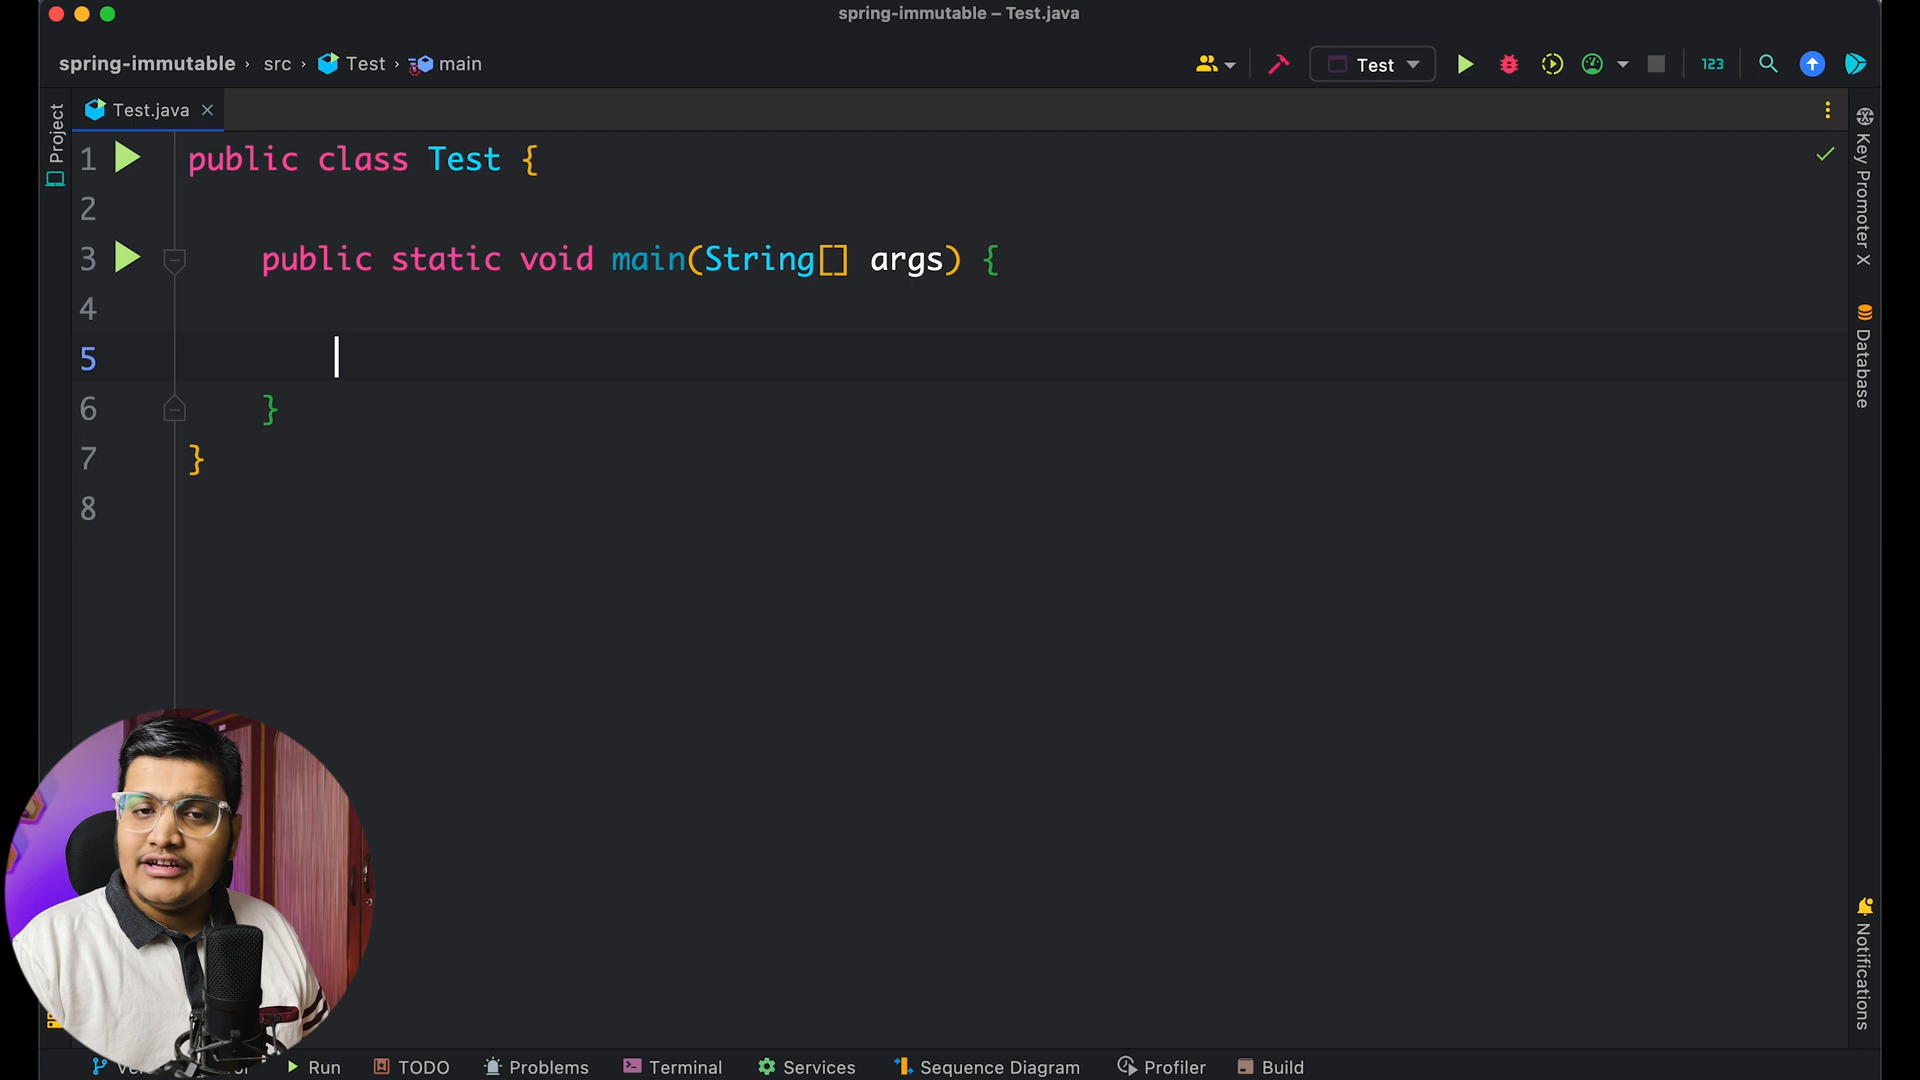 spring-immutable – Test.java
spring-immutable › src › Test › main
Test
123
Project
Test.java
1 public class Test {
2
3 public static void main(String[] args) {
4
5
6 }
7 }
8
Key Promoter X
Database
Notifications
Run
TODO
Problems
Terminal
Services
Sequence Diagram
Profiler
Build